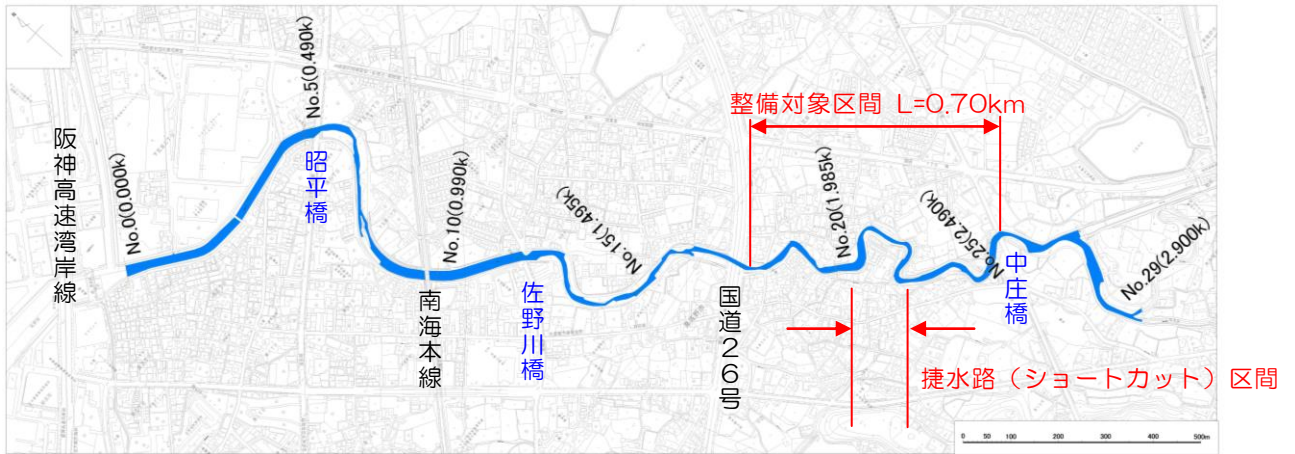 No.5(0.490k)
整備対象区間 L=0.70km
阪神高速湾岸線
No.0(0.000k)
昭平橋
No.10(0.990k)
No.15(1.495k)
No.20(1.985k)
No.25(2.490k)
No.29(2.900k)
南海本線
佐野川橋
国道26号
中庄橋
捷水路（ショートカット）区間
0 50 100 200 300 400 500m